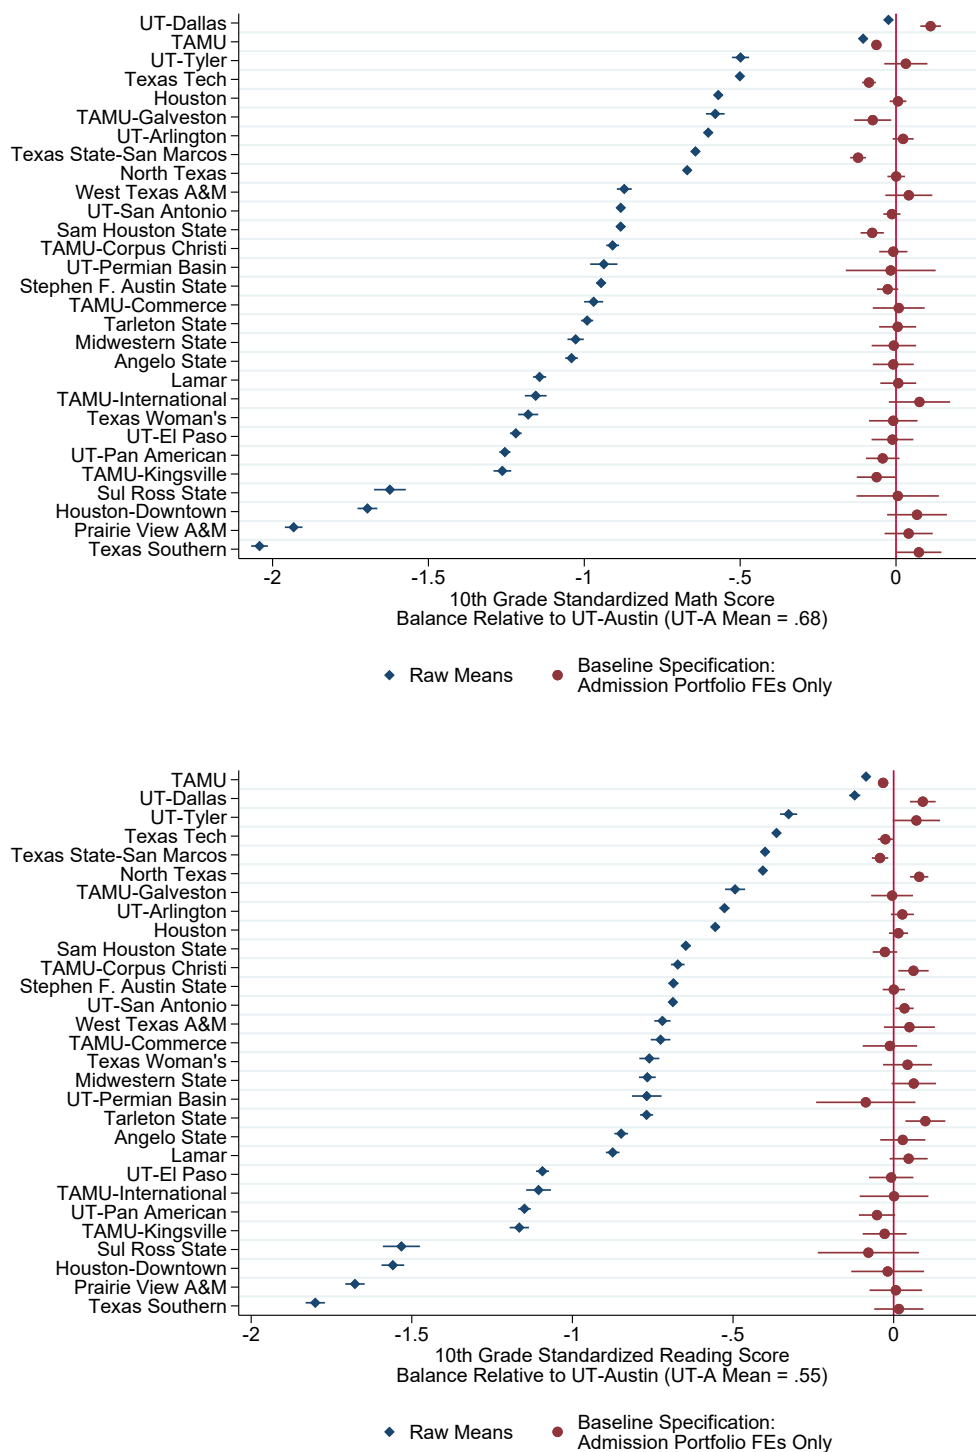 UT-Dallas
TAMU
UT-Tyler
Texas Tech
Houston
TAMU-Galveston
UT-Arlington
Texas State-San Marcos
North Texas
West Texas A&M
UT-San Antonio
Sam Houston State
TAMU-Corpus Christi
UT-Permian Basin
Stephen F. Austin State
TAMU-Commerce
Tarleton State
Midwestern State
Angelo State
Lamar
TAMU-International
Texas Woman's
UT-El Paso
UT-Pan American
TAMU-Kingsville
Sul Ross State
Houston-Downtown
Prairie View A&M
Texas Southern
-2 -1.5 -1 -.5 0
10th Grade Standardized Math Score
Balance Relative to UT-Austin (UT-A Mean = .68)
Raw Means
Baseline Specification:
Admission Portfolio FEs Only
TAMU
UT-Dallas
UT-Tyler
Texas Tech
Texas State-San Marcos
North Texas
TAMU-Galveston
UT-Arlington
Houston
Sam Houston State
TAMU-Corpus Christi
Stephen F. Austin State
UT-San Antonio
West Texas A&M
TAMU-Commerce
Texas Woman's
Midwestern State
UT-Permian Basin
Tarleton State
Angelo State
Lamar
UT-El Paso
TAMU-International
UT-Pan American
TAMU-Kingsville
Sul Ross State
Houston-Downtown
Prairie View A&M
Texas Southern
-2 -1.5 -1 -.5 0
10th Grade Standardized Reading Score
Balance Relative to UT-Austin (UT-A Mean = .55)
Raw Means
Baseline Specification:
Admission Portfolio FEs Only